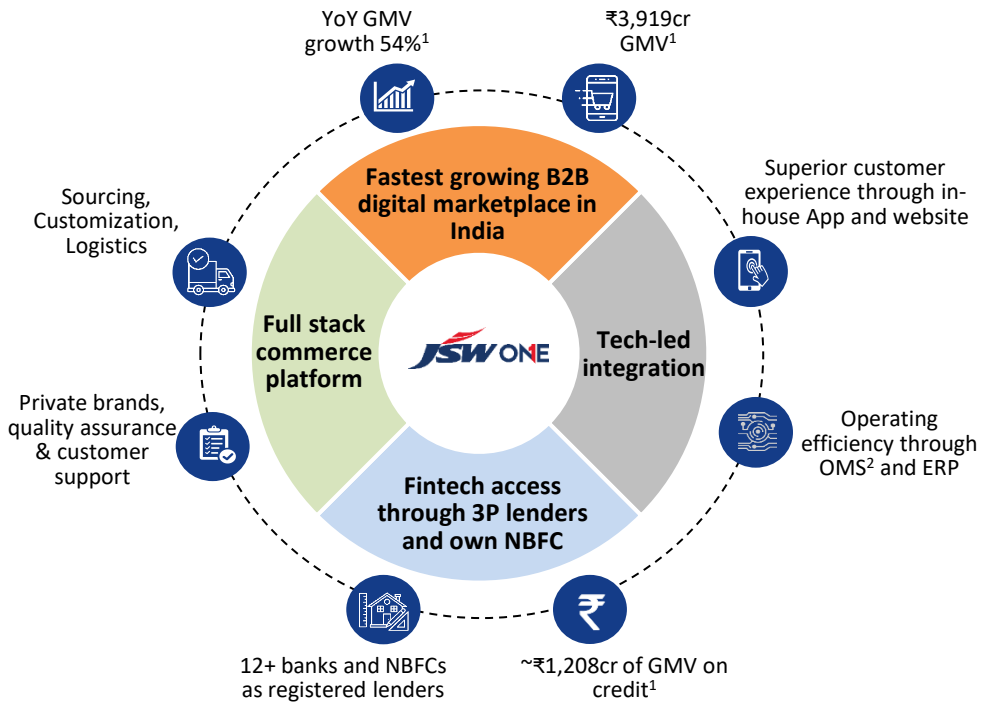 YoY GMV
growth 54%¹
₹3,919cr
GMV¹
Fastest growing B2B
digital marketplace in
India
Sourcing,
Customization,
Logistics
Superior customer
experience through in-
house App and website
Full stack
commerce
platform
JSW ONE
Tech-led
integration
Private brands,
quality assurance
& customer
support
Operating
efficiency through
OMS² and ERP
Fintech access
through 3P lenders
and own NBFC
₹
12+ banks and NBFCs
as registered lenders
~₹1,208cr of GMV on
credit¹